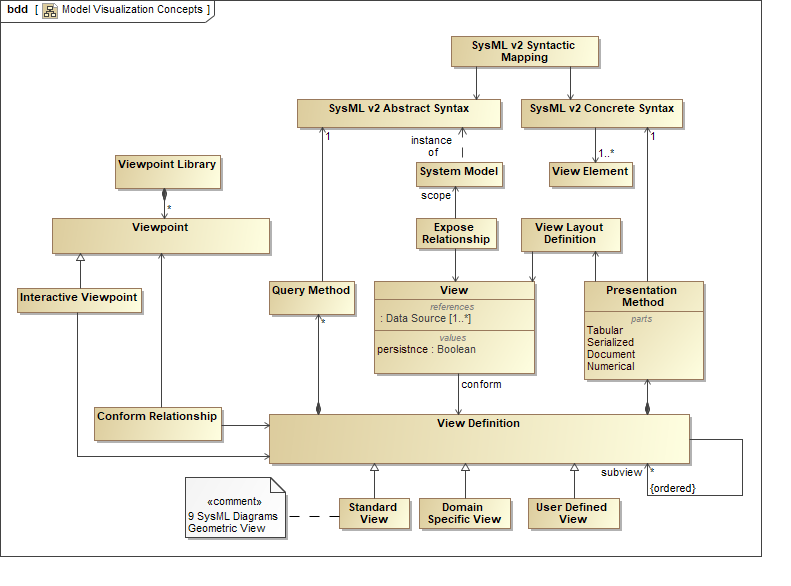 bdd [ Model Visualization Concepts ]
SysML v2 Syntactic
Mapping
SysML v2 Abstract Syntax
SysML v2 Concrete Syntax
1
instance
of
1
1..*
Viewpoint Library
System Model
View Element
scope
*
Viewpoint
Expose
Relationship
View Layout
Definition
Interactive Viewpoint
Query Method
View
references
: Data Source [1..*]
values
persistnce : Boolean
Presentation
Method
parts
Tabular
Serialized
Document
Numerical
*
conform
Conform Relationship
View Definition
subview
*
{ordered}
«comment»
9 SysML Diagrams
Geometric View
Standard
View
Domain
Specific View
User Defined
View